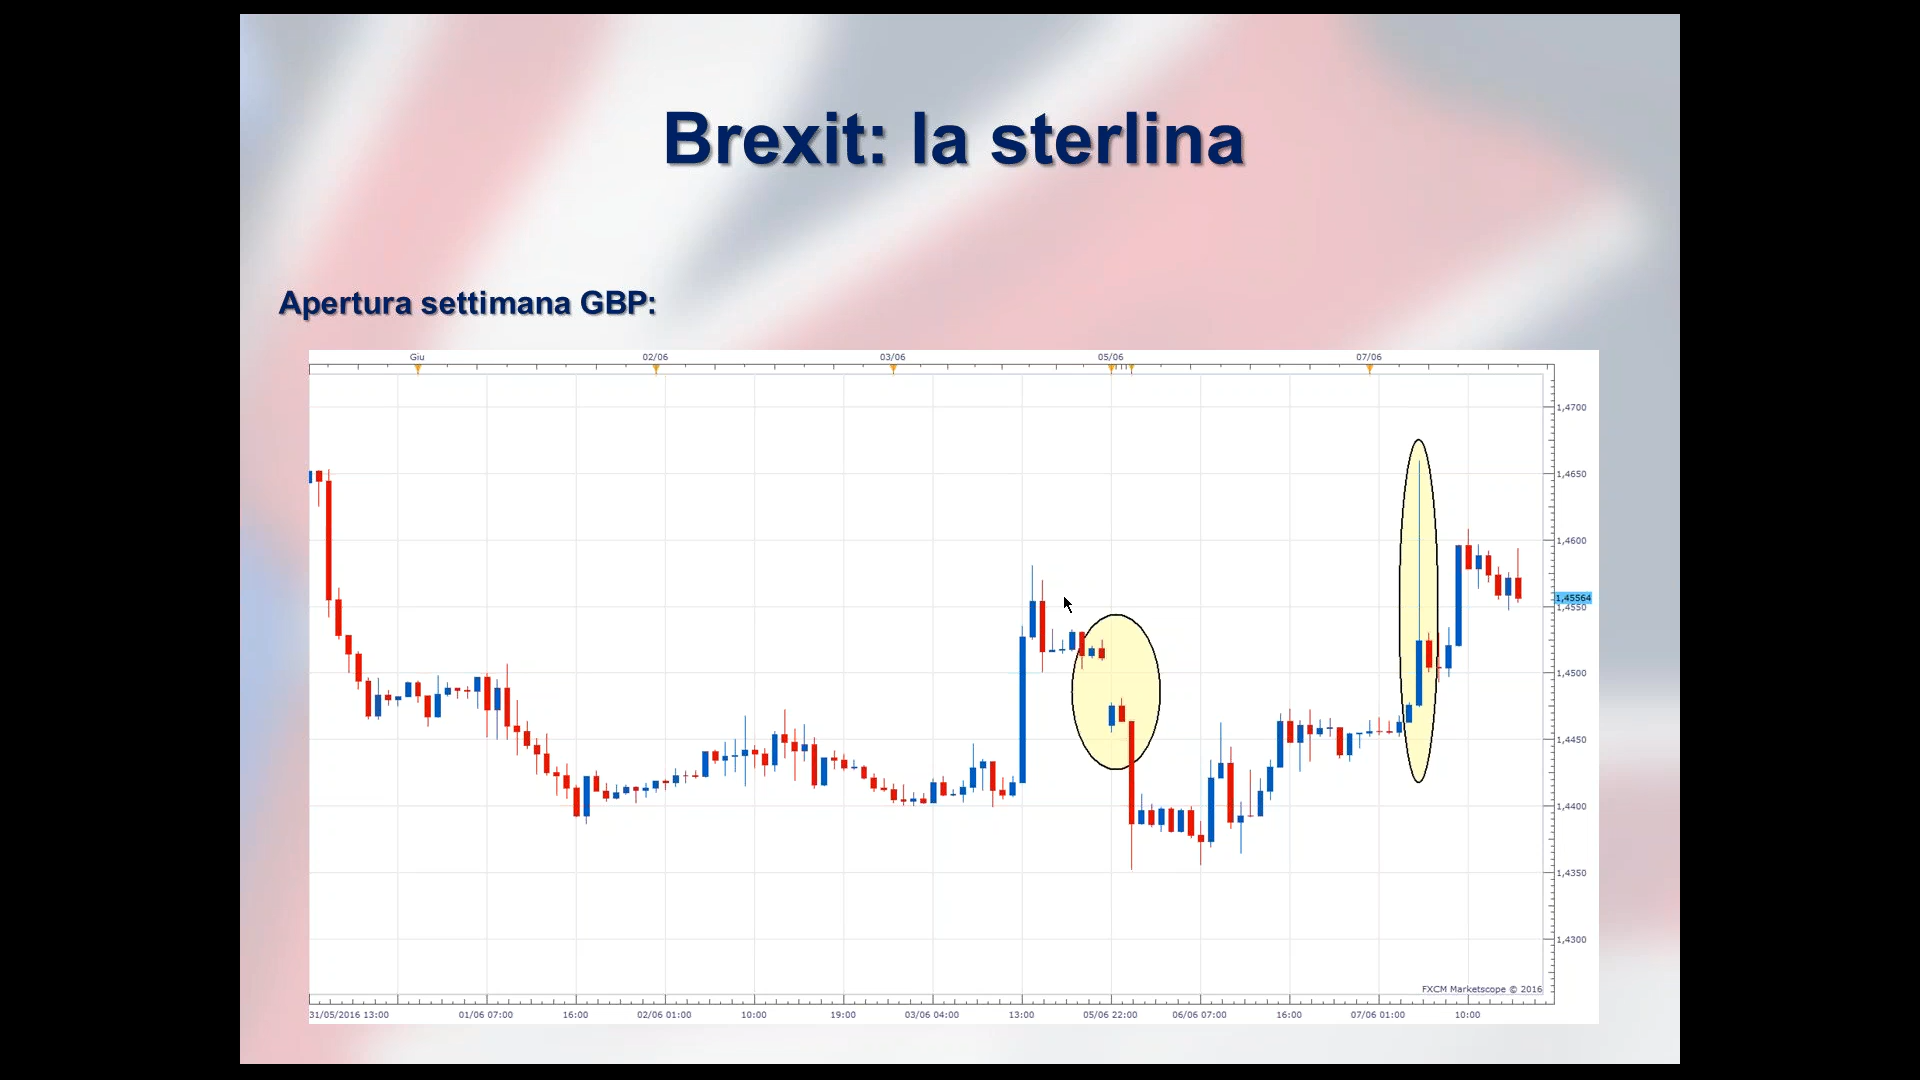 Brexit: la sterlina
Apertura settimana GBP:
Giu 02/06 03/06 05/06 07/06
1,4700
1,4650
1,4600
1,45564
1,4550
1,4500
1,4450
1,4400
1,4350
1,4300
FXCM Marketscope © 2016
31/05/2016 13:00 01/06 07:00 16:00 02/06 01:00 10:00 19:00 03/06 04:00 13:00 05/06 22:00 06/06 07:00 16:00 07/06 01:00 10:00